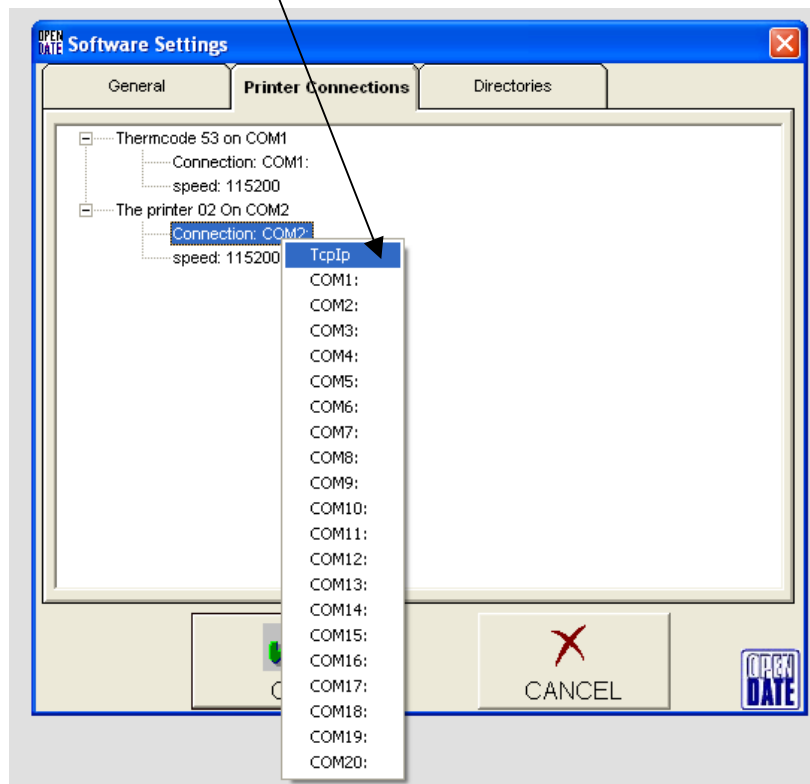 OPEN DATE Software Settings
General Printer Connections Directories
Thermcode 53 on COM1
Connection: COM1:
speed: 115200
The printer 02 On COM2
Connection: COM2:
speed: 115200
TcpIp
COM1:
COM2:
COM3:
COM4:
COM5:
COM6:
COM7:
COM8:
COM9:
COM10:
COM11:
COM12:
COM13:
COM14:
COM15:
COM16:
COM17:
COM18:
COM19:
COM20:
CANCEL
OPEN
DATE